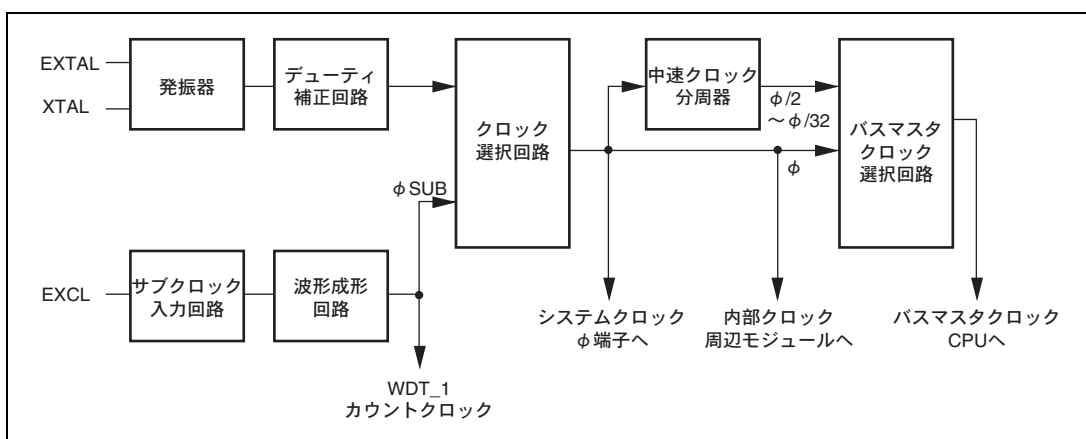 EXTAL
XTAL
発振器
デューティ
補正回路
クロック
選択回路
中速クロック
分周器
φ/2
～φ/32
φ
バスマスタ
クロック
選択回路
φSUB
EXCL
サブクロック
入力回路
波形成形
回路
WDT_1
カウントクロック
システムクロック
φ端子へ
内部クロック
周辺モジュールへ
バスマスタクロック
CPUへ